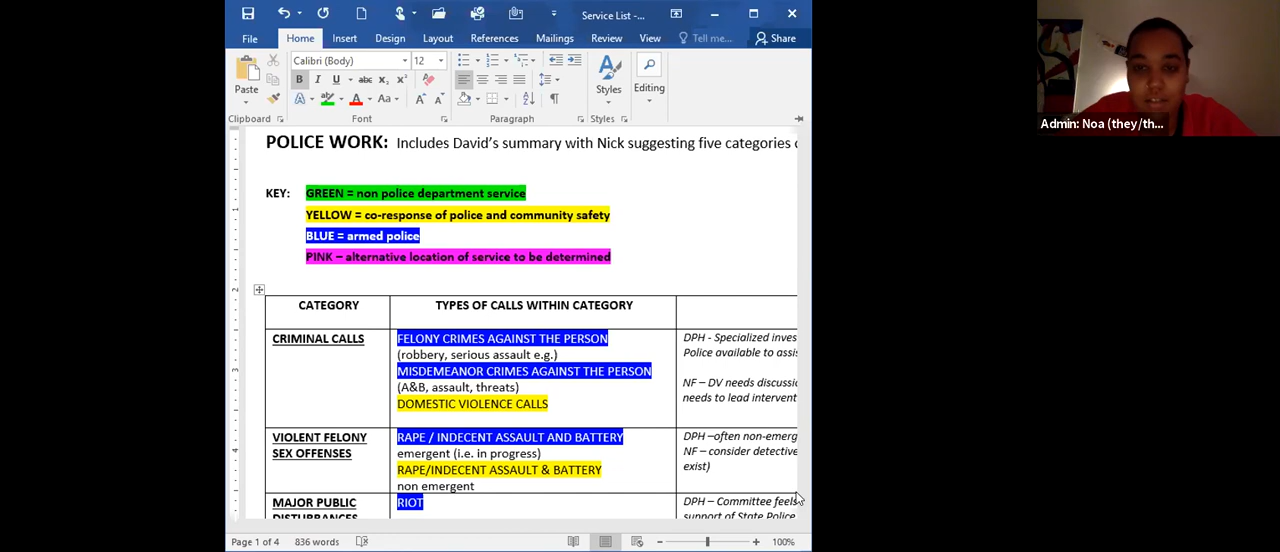 Service List -...
File Home Insert Design Layout References Mailings Review View Tell me... Share
Calibri (Body) 12
Paste
Styles
Editing
B I U abc x₂ x²
A A Aa A A
Clipboard Font Paragraph Styles
POLICE WORK: Includes David's summary with Nick suggesting five categories
KEY: GREEN = non police department service
YELLOW = co-response of police and community safety
BLUE = armed police
PINK – alternative location of service to be determined
CATEGORY TYPES OF CALLS WITHIN CATEGORY
CRIMINAL CALLS
FELONY CRIMES AGAINST THE PERSON
(robbery, serious assault e.g.)
MISDEMEANOR CRIMES AGAINST THE PERSON
(A&B, assault, threats)
DOMESTIC VIOLENCE CALLS
DPH - Specialized inves
Police available to assis
NF – DV needs discussi
needs to lead intervent
VIOLENT FELONY
SEX OFFENSES
RAPE / INDECENT ASSAULT AND BATTERY
emergent (i.e. in progress)
RAPE/INDECENT ASSAULT & BATTERY
non emergent
DPH –often non-emerg
NF – consider detective
exist)
MAJOR PUBLIC
DISTURBANCES
RIOT
DPH – Committee feels
support of State Police
Page 1 of 4 836 words 100%
Admin: Noa (they/th...